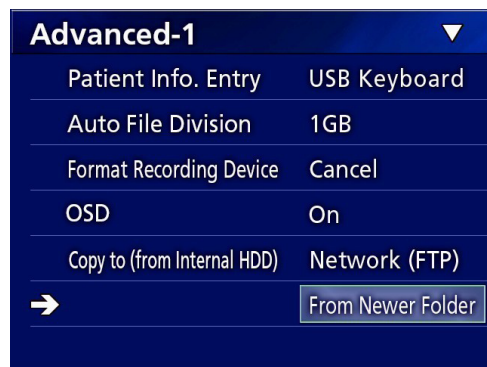 Advanced-1
Patient Info. Entry USB Keyboard
Auto File Division 1GB
Format Recording Device Cancel
OSD On
Copy to (from Internal HDD) Network (FTP)
From Newer Folder